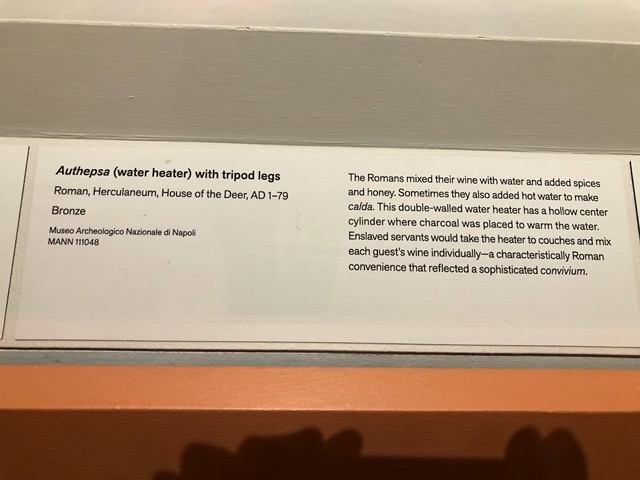 Authepsa (water heater) with tripod legs
Roman, Herculaneum, House of the Deer, AD 1–79
Bronze
Museo Archeologico Nazionale di Napoli
MANN 111048
The Romans mixed their wine with water and added spices
and honey. Sometimes they also added hot water to make
calda. This double-walled water heater has a hollow center
cylinder where charcoal was placed to warm the water.
Enslaved servants would take the heater to couches and mix
each guest's wine individually—a characteristically Roman
convenience that reflected a sophisticated convivium.